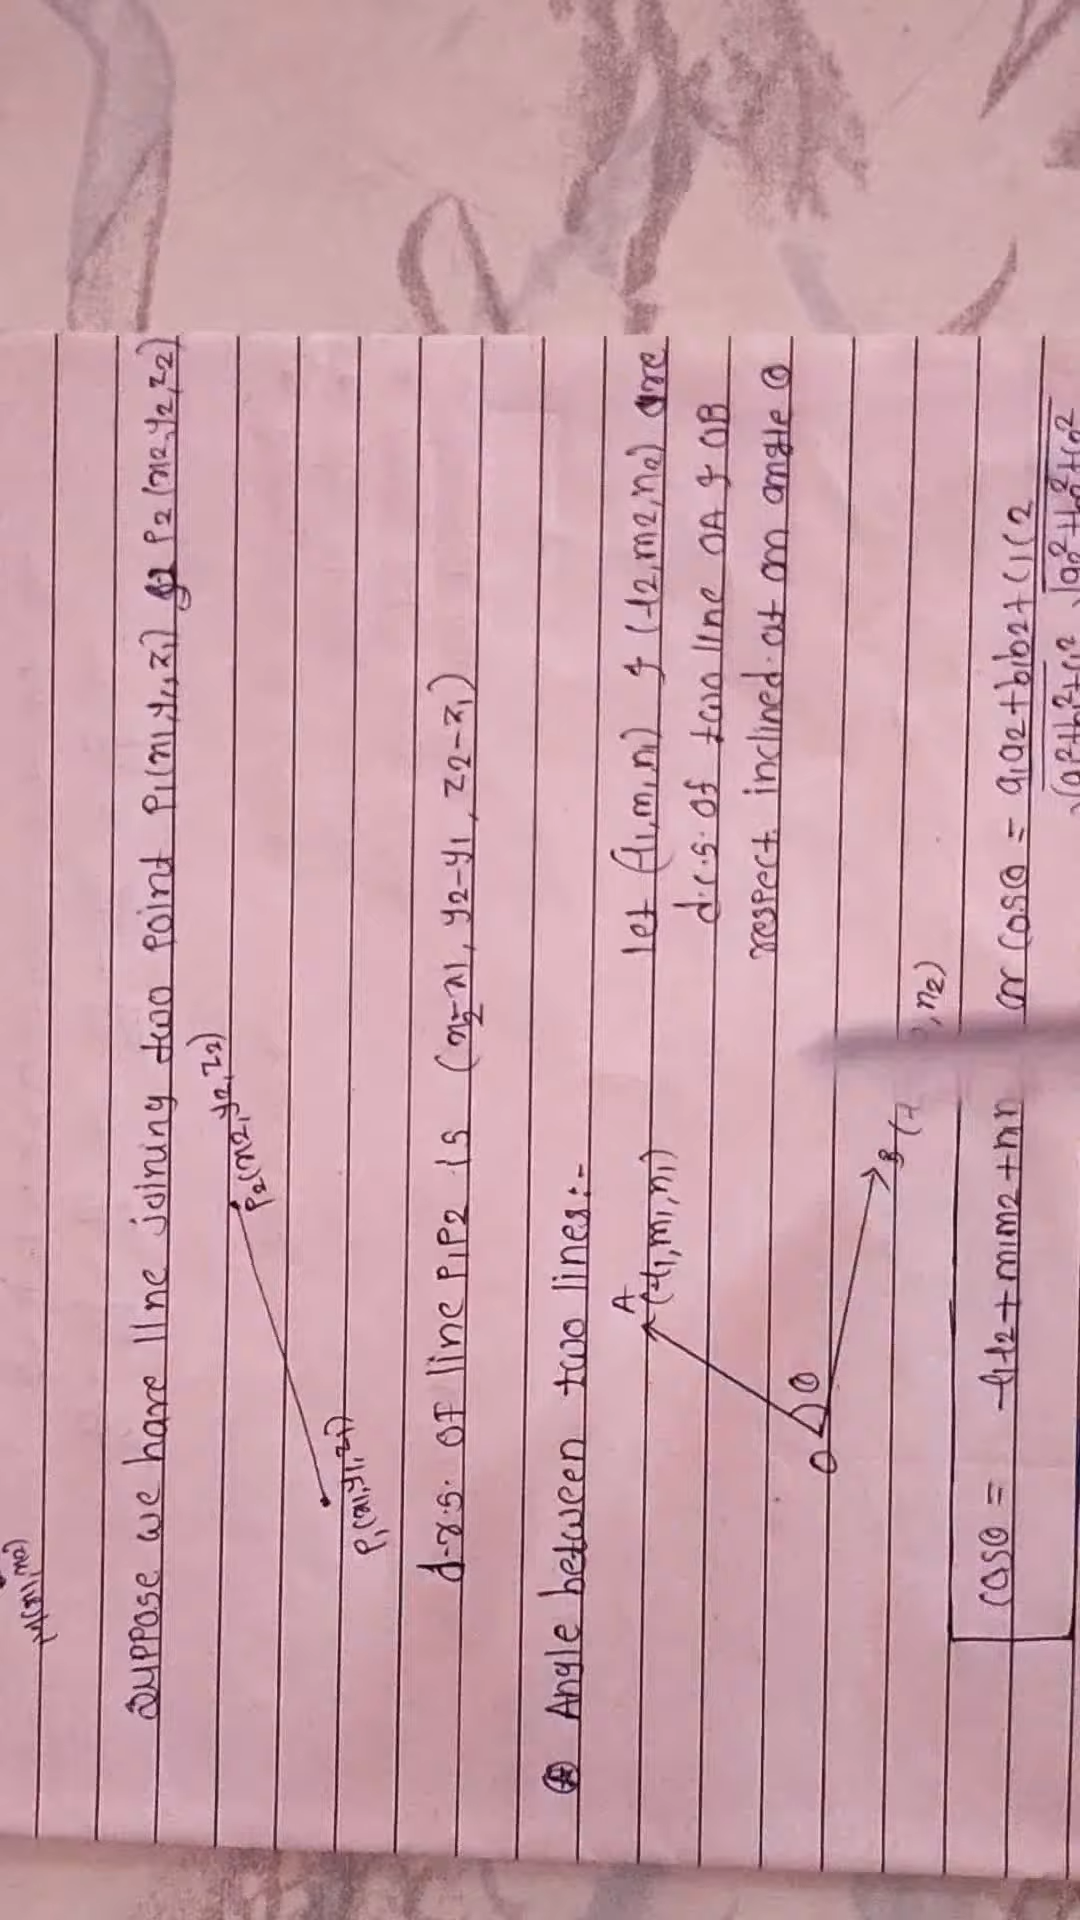 Suppose we have line joining two point P1(x1,y1,z1) & P2(x2,y2,z2)
P2(x2,y2,z2)
P1(x1,y1,z1)
d.r.s. of line P1P2 is (x2-x1, y2-y1, z2-z1)
Angle between two lines:-
A
(l1,m1,n1)
let (l1,m1,n1) & (l2,m2,n2) are
d.c.s. of two line OA & OB
respect. inclined at an angle θ
O
θ
B
,n2)
cosθ = l1l2+m1m2+
or cosθ = a1a2+b1b2+c1c2